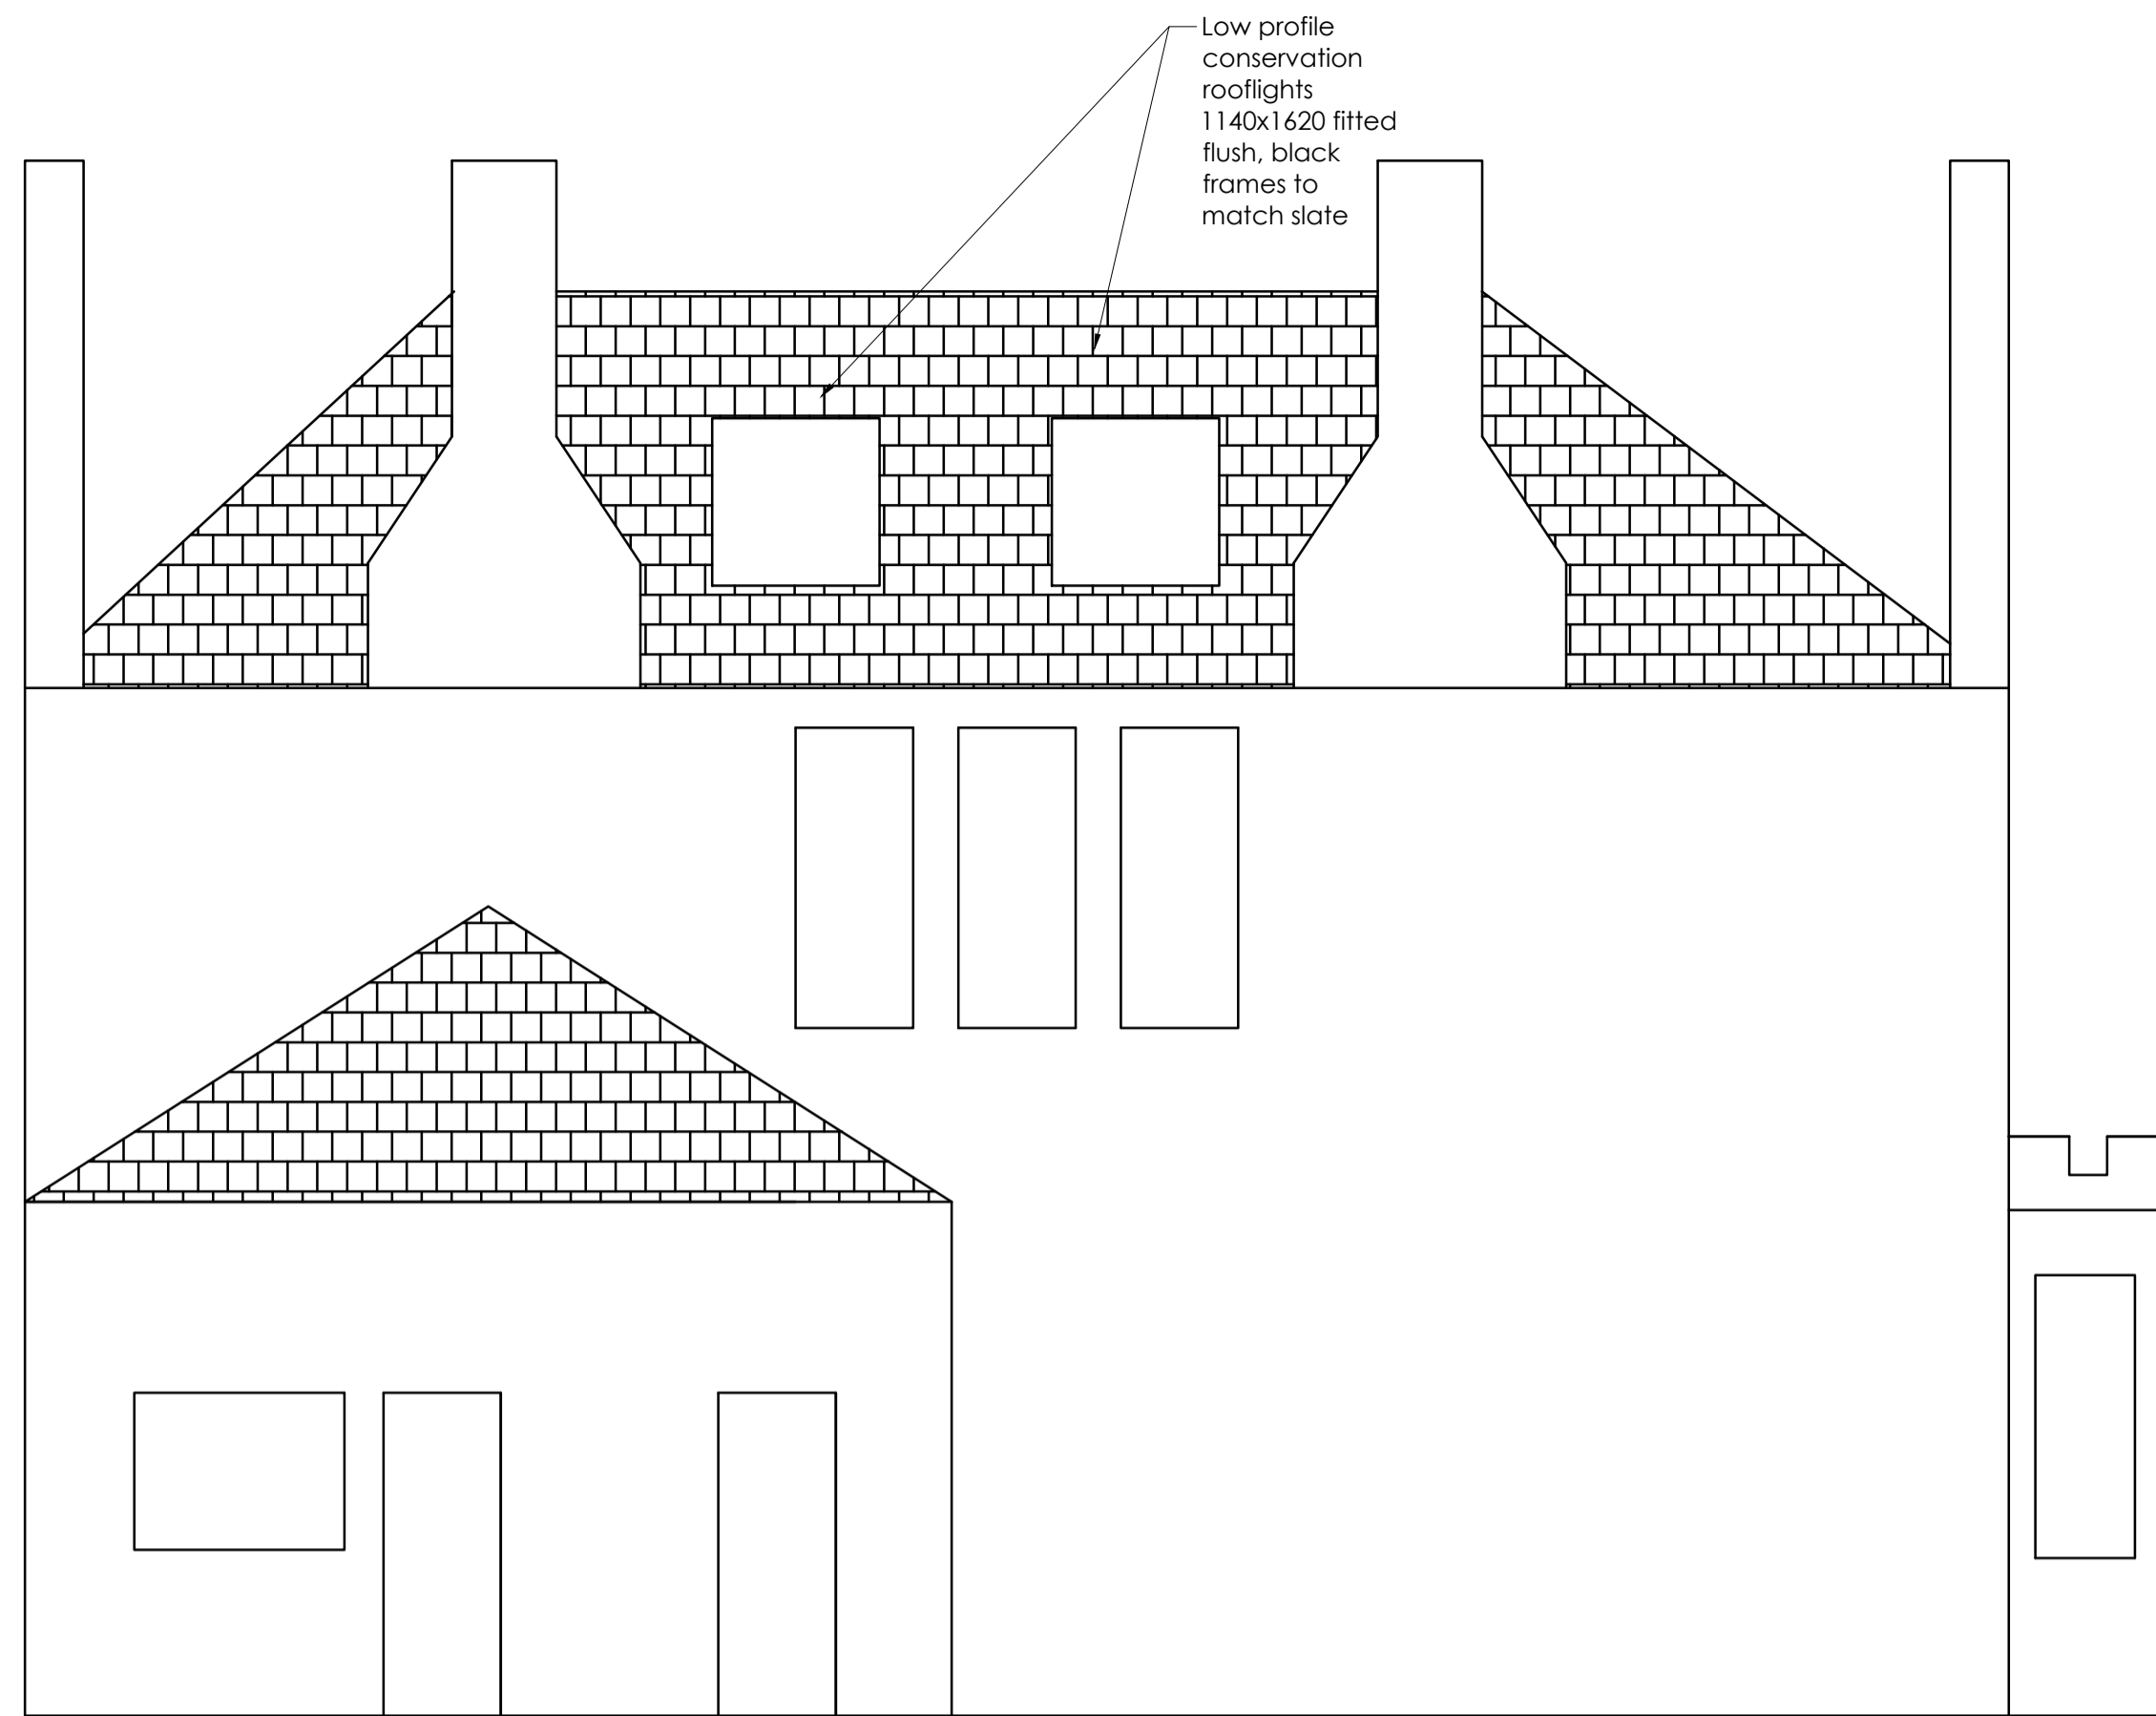 Low profile
conservation
rooflights
1140x1620 fitted
flush, black
frames to
match slate